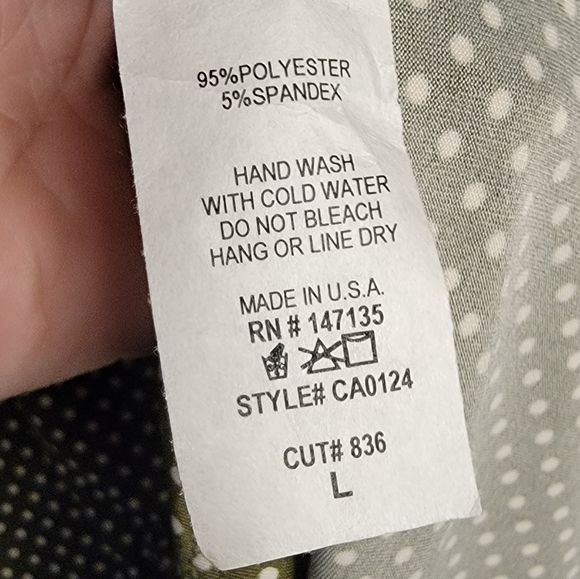 95%POLYESTER
5%SPANDEX
HAND WASH
WITH COLD WATER
DO NOT BLEACH
HANG OR LINE DRY
MADE IN U.S.A.
RN # 147135
STYLE# CA0124
CUT# 836
L